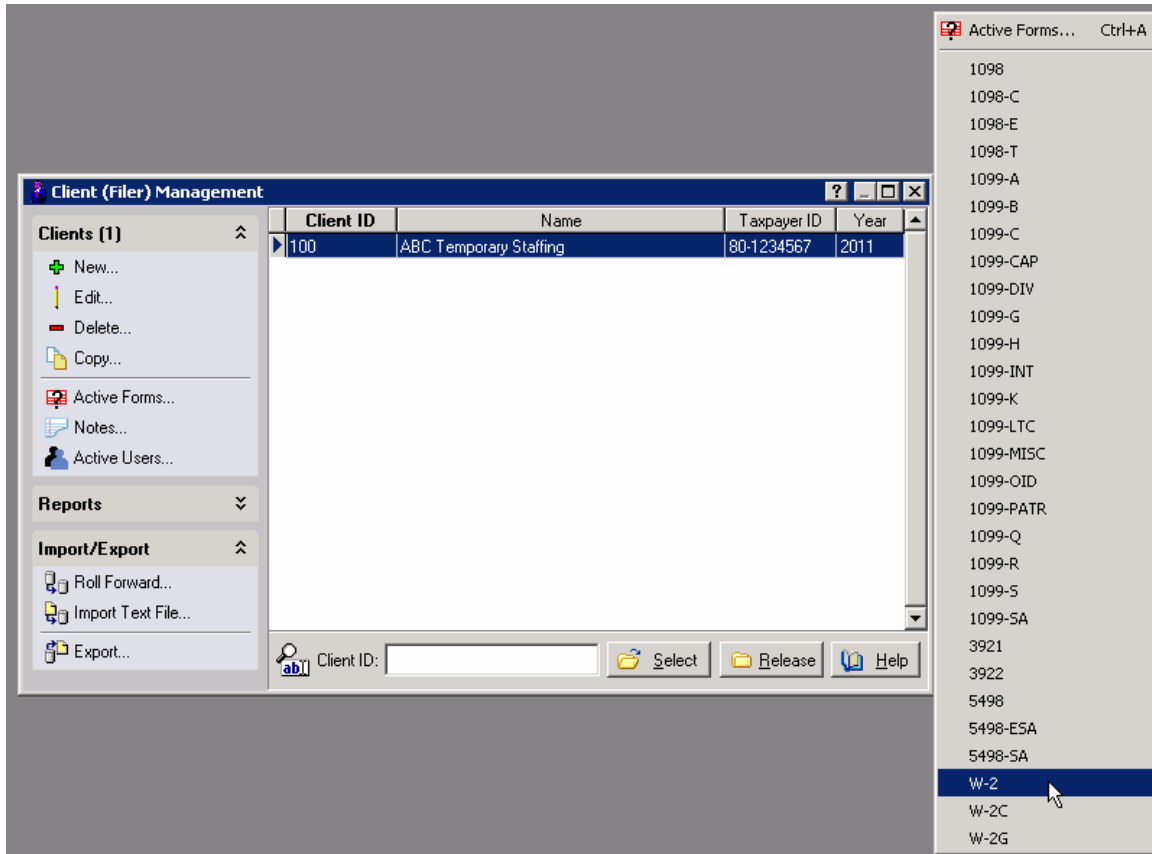 Client (Filer) Management
Clients (1)
New...
Edit...
Delete...
Copy...
Active Forms...
Notes...
Active Users...
Reports
Import/Export
Roll Forward...
Import Text File...
Export...
Client ID Name Taxpayer ID Year
100 ABC Temporary Staffing 80-1234567 2011
ab Client ID: Select Release Help
Active Forms... Ctrl+A
1098
1098-C
1098-E
1098-T
1099-A
1099-B
1099-C
1099-CAP
1099-DIV
1099-G
1099-H
1099-INT
1099-K
1099-LTC
1099-MISC
1099-OID
1099-PATR
1099-Q
1099-R
1099-S
1099-SA
3921
3922
5498
5498-ESA
5498-SA
W-2
W-2C
W-2G